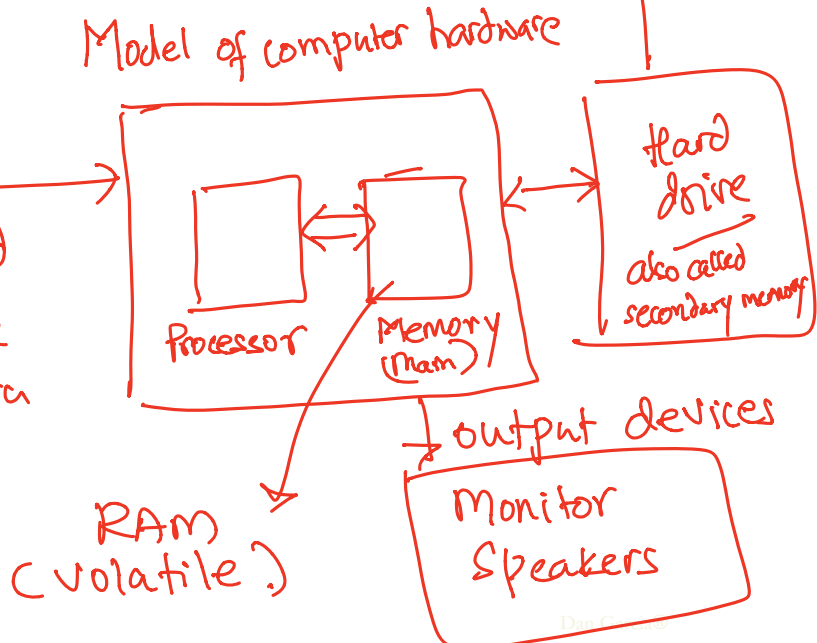 Model of computer hardware
Hard
drive
also called
secondary memory
Processor
Memory
(Main)
output devices
RAM
(volatile)
Monitor
Speakers